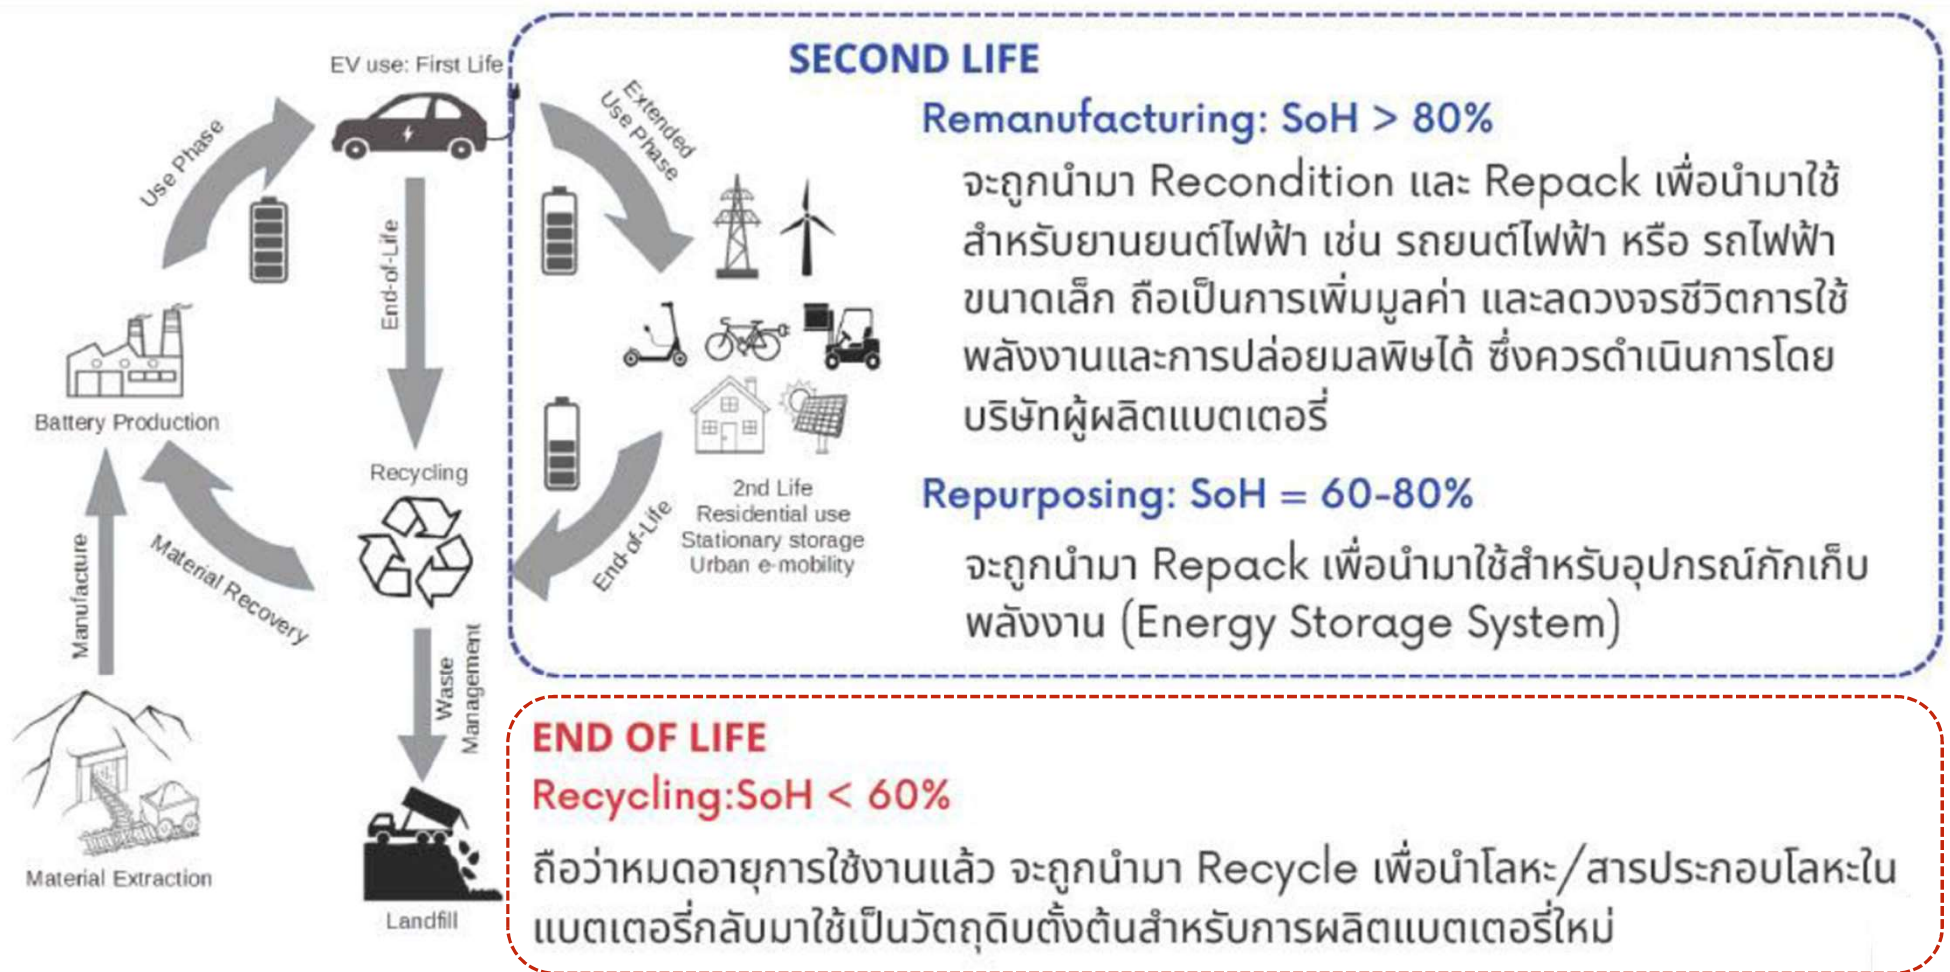 EV use: First Life
Use Phase
End-of-Life
Battery Production
Recycling
Manufacture
Material Recovery
Waste
Management
Material Extraction
Landfill
Extended
Use Phase
2nd Life
Residential use
Stationary storage
Urban e-mobility
End-of-Life
SECOND LIFE
Remanufacturing: SoH > 80%
จะถูกนำมา Recondition และ Repack เพื่อนำมาใช้
สำหรับยานยนต์ไฟฟ้า เช่น รถยนต์ไฟฟ้า หรือ รถไฟฟ้า
ขนาดเล็ก ถือเป็นการเพิ่มมูลค่า และลดวงจรชีวิตการใช้
พลังงานและการปล่อยมลพิษได้ ซึ่งควรดำเนินการโดย
บริษัทผู้ผลิตแบตเตอรี่
Repurposing: SoH = 60-80%
จะถูกนำมา Repack เพื่อนำมาใช้สำหรับอุปกรณ์กักเก็บ
พลังงาน (Energy Storage System)
END OF LIFE
Recycling:SoH < 60%
ถือว่าหมดอายุการใช้งานแล้ว จะถูกนำมา Recycle เพื่อนำโลหะ/สารประกอบโลหะใน
แบตเตอรี่กลับมาใช้เป็นวัตถุดิบตั้งต้นสำหรับการผลิตแบตเตอรี่ใหม่